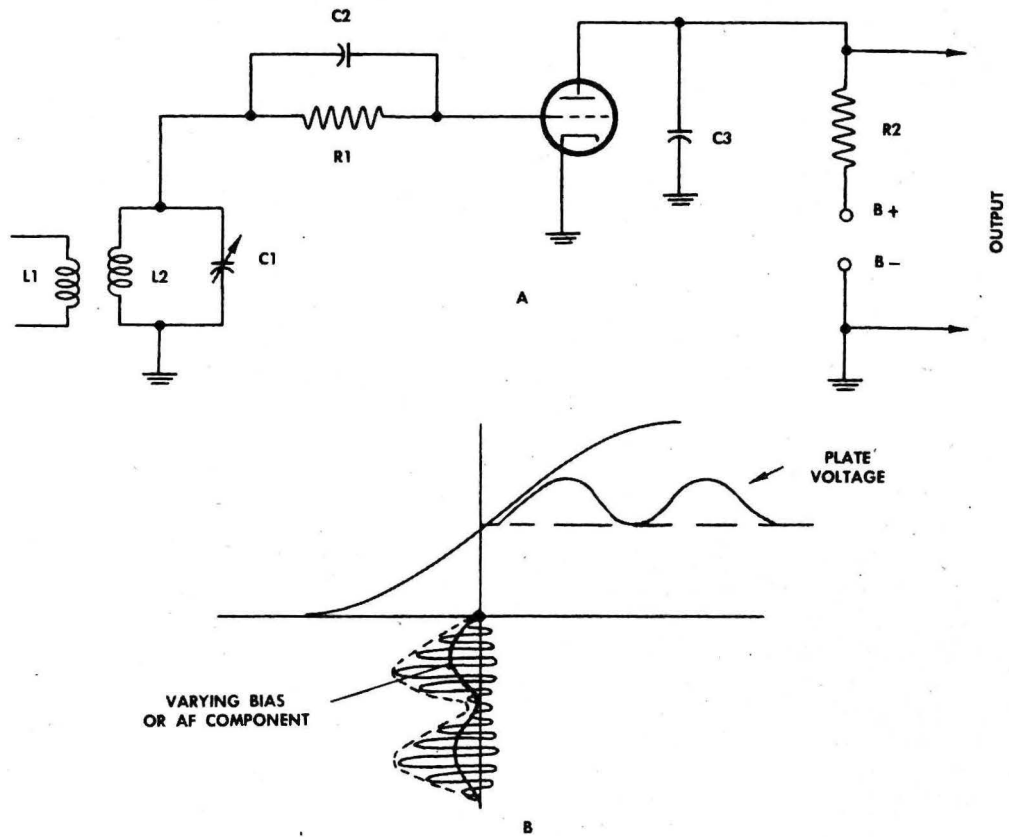 C2
R1
C3
R2
B +
B –
OUTPUT
L1
L2
C1
A
PLATE
VOLTAGE
VARYING BIAS
OR AF COMPONENT
B